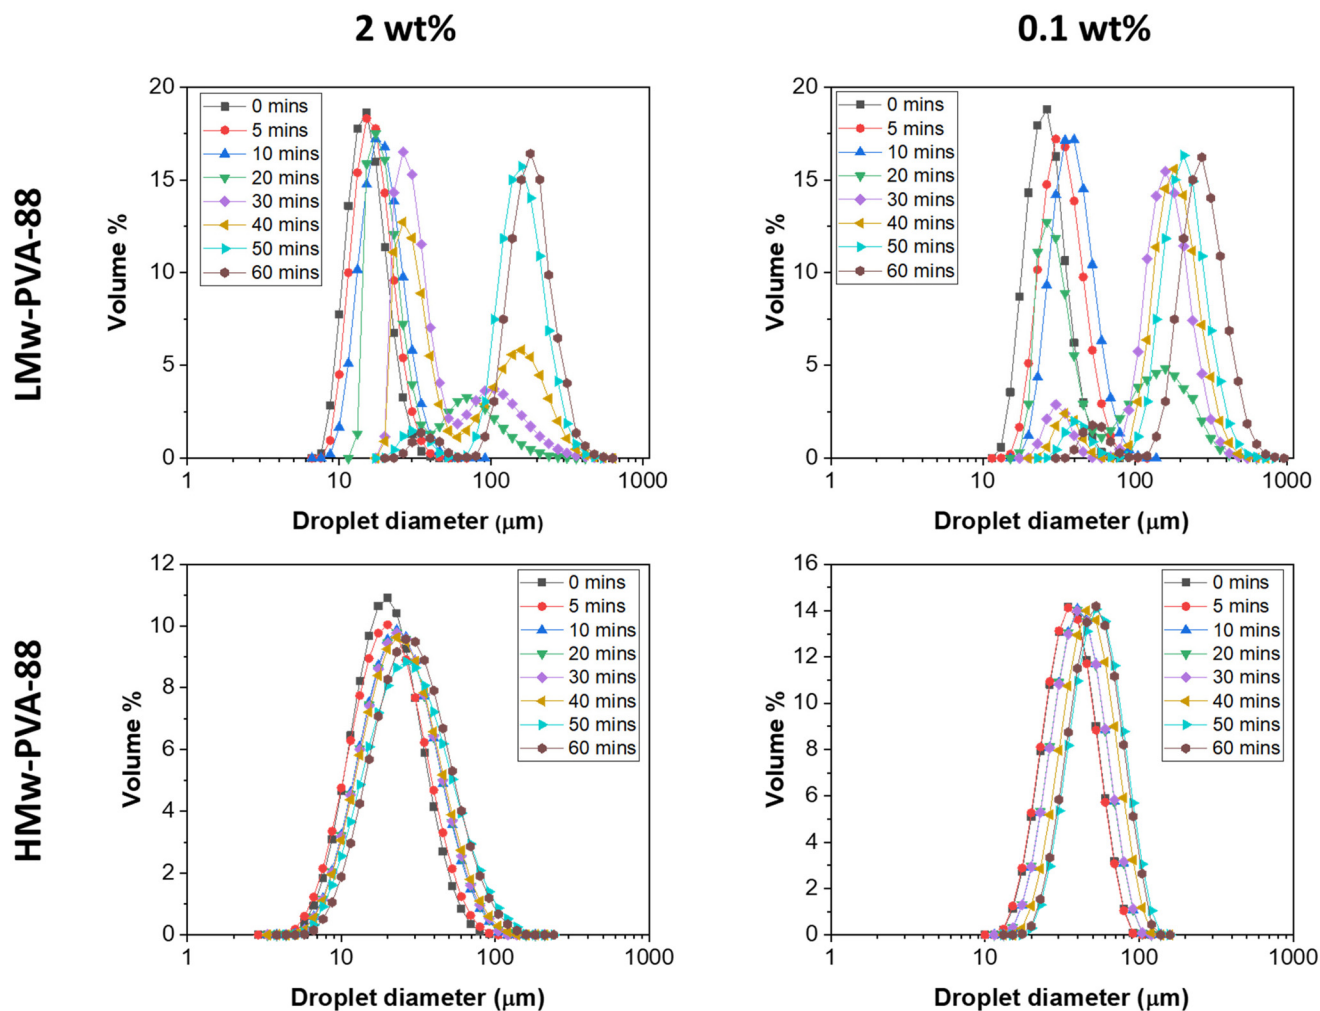 2 wt%
0.1 wt%
LMw-PVA-88
Volume %
20
15
10
5
0
0 mins
5 mins
10 mins
20 mins
30 mins
40 mins
50 mins
60 mins
1
10
100
1000
Droplet diameter (μm)
Volume %
20
15
10
5
0
0 mins
5 mins
10 mins
20 mins
30 mins
40 mins
50 mins
60 mins
1
10
100
1000
Droplet diameter (μm)
HMw-PVA-88
Volume %
12
10
8
6
4
2
0
0 mins
5 mins
10 mins
20 mins
30 mins
40 mins
50 mins
60 mins
1
10
100
1000
Droplet diameter (μm)
Volume %
16
14
12
10
8
6
4
2
0
0 mins
5 mins
10 mins
20 mins
30 mins
40 mins
50 mins
60 mins
1
10
100
1000
Droplet diameter (μm)